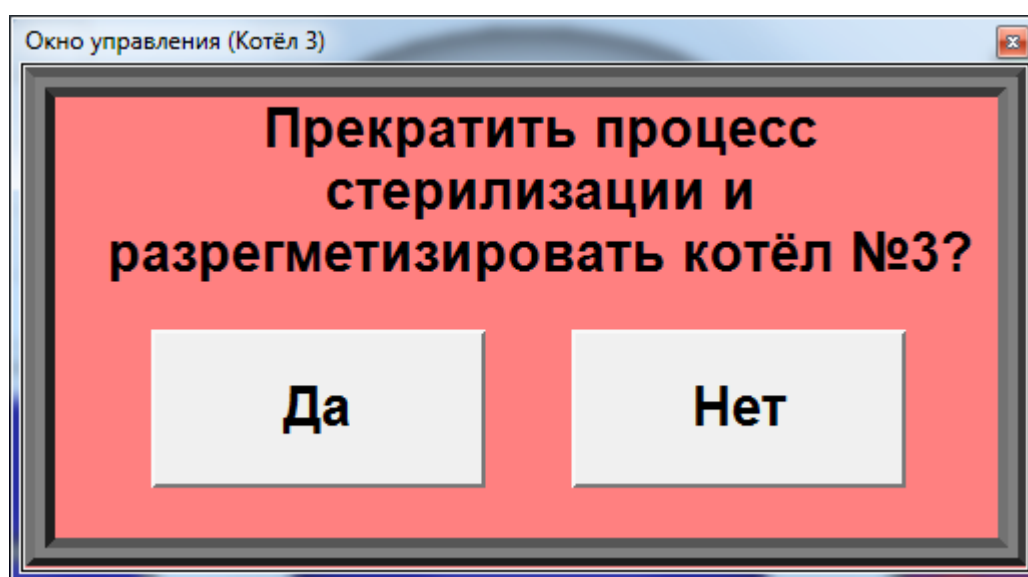 Окно управления (Котёл 3)
Прекратить процесс
стерилизации и
разрегметизировать котёл №3?
Да
Нет